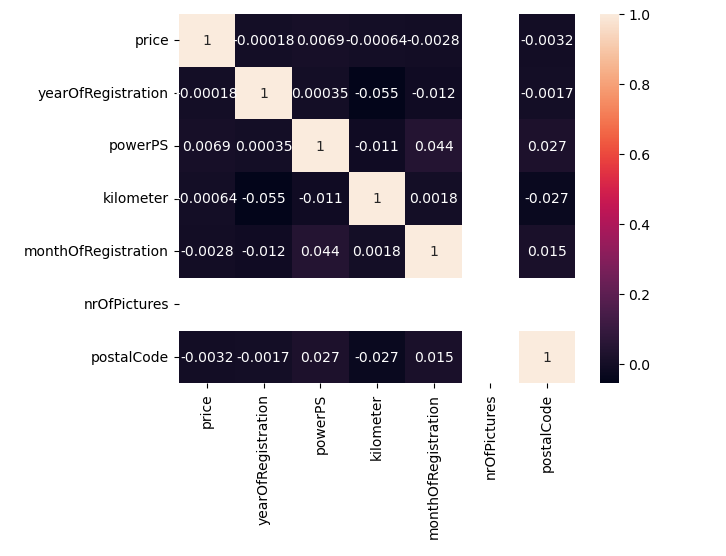 price 1 -0.00018 0.0069 -0.00064 -0.0028 -0.0032 1.0
yearOfRegistration -0.00018 1 0.00035 -0.055 -0.012 -0.0017 0.8
powerPS 0.0069 0.00035 1 -0.011 0.044 0.027 0.6
kilometer -0.00064 -0.055 -0.011 1 0.0018 -0.027 0.4
monthOfRegistration -0.0028 -0.012 0.044 0.0018 1 0.015
nrOfPictures 0.2
postalCode -0.0032 -0.0017 0.027 -0.027 0.015 1 0.0
price
yearOfRegistration
powerPS
kilometer
monthOfRegistration
nrOfPictures
postalCode